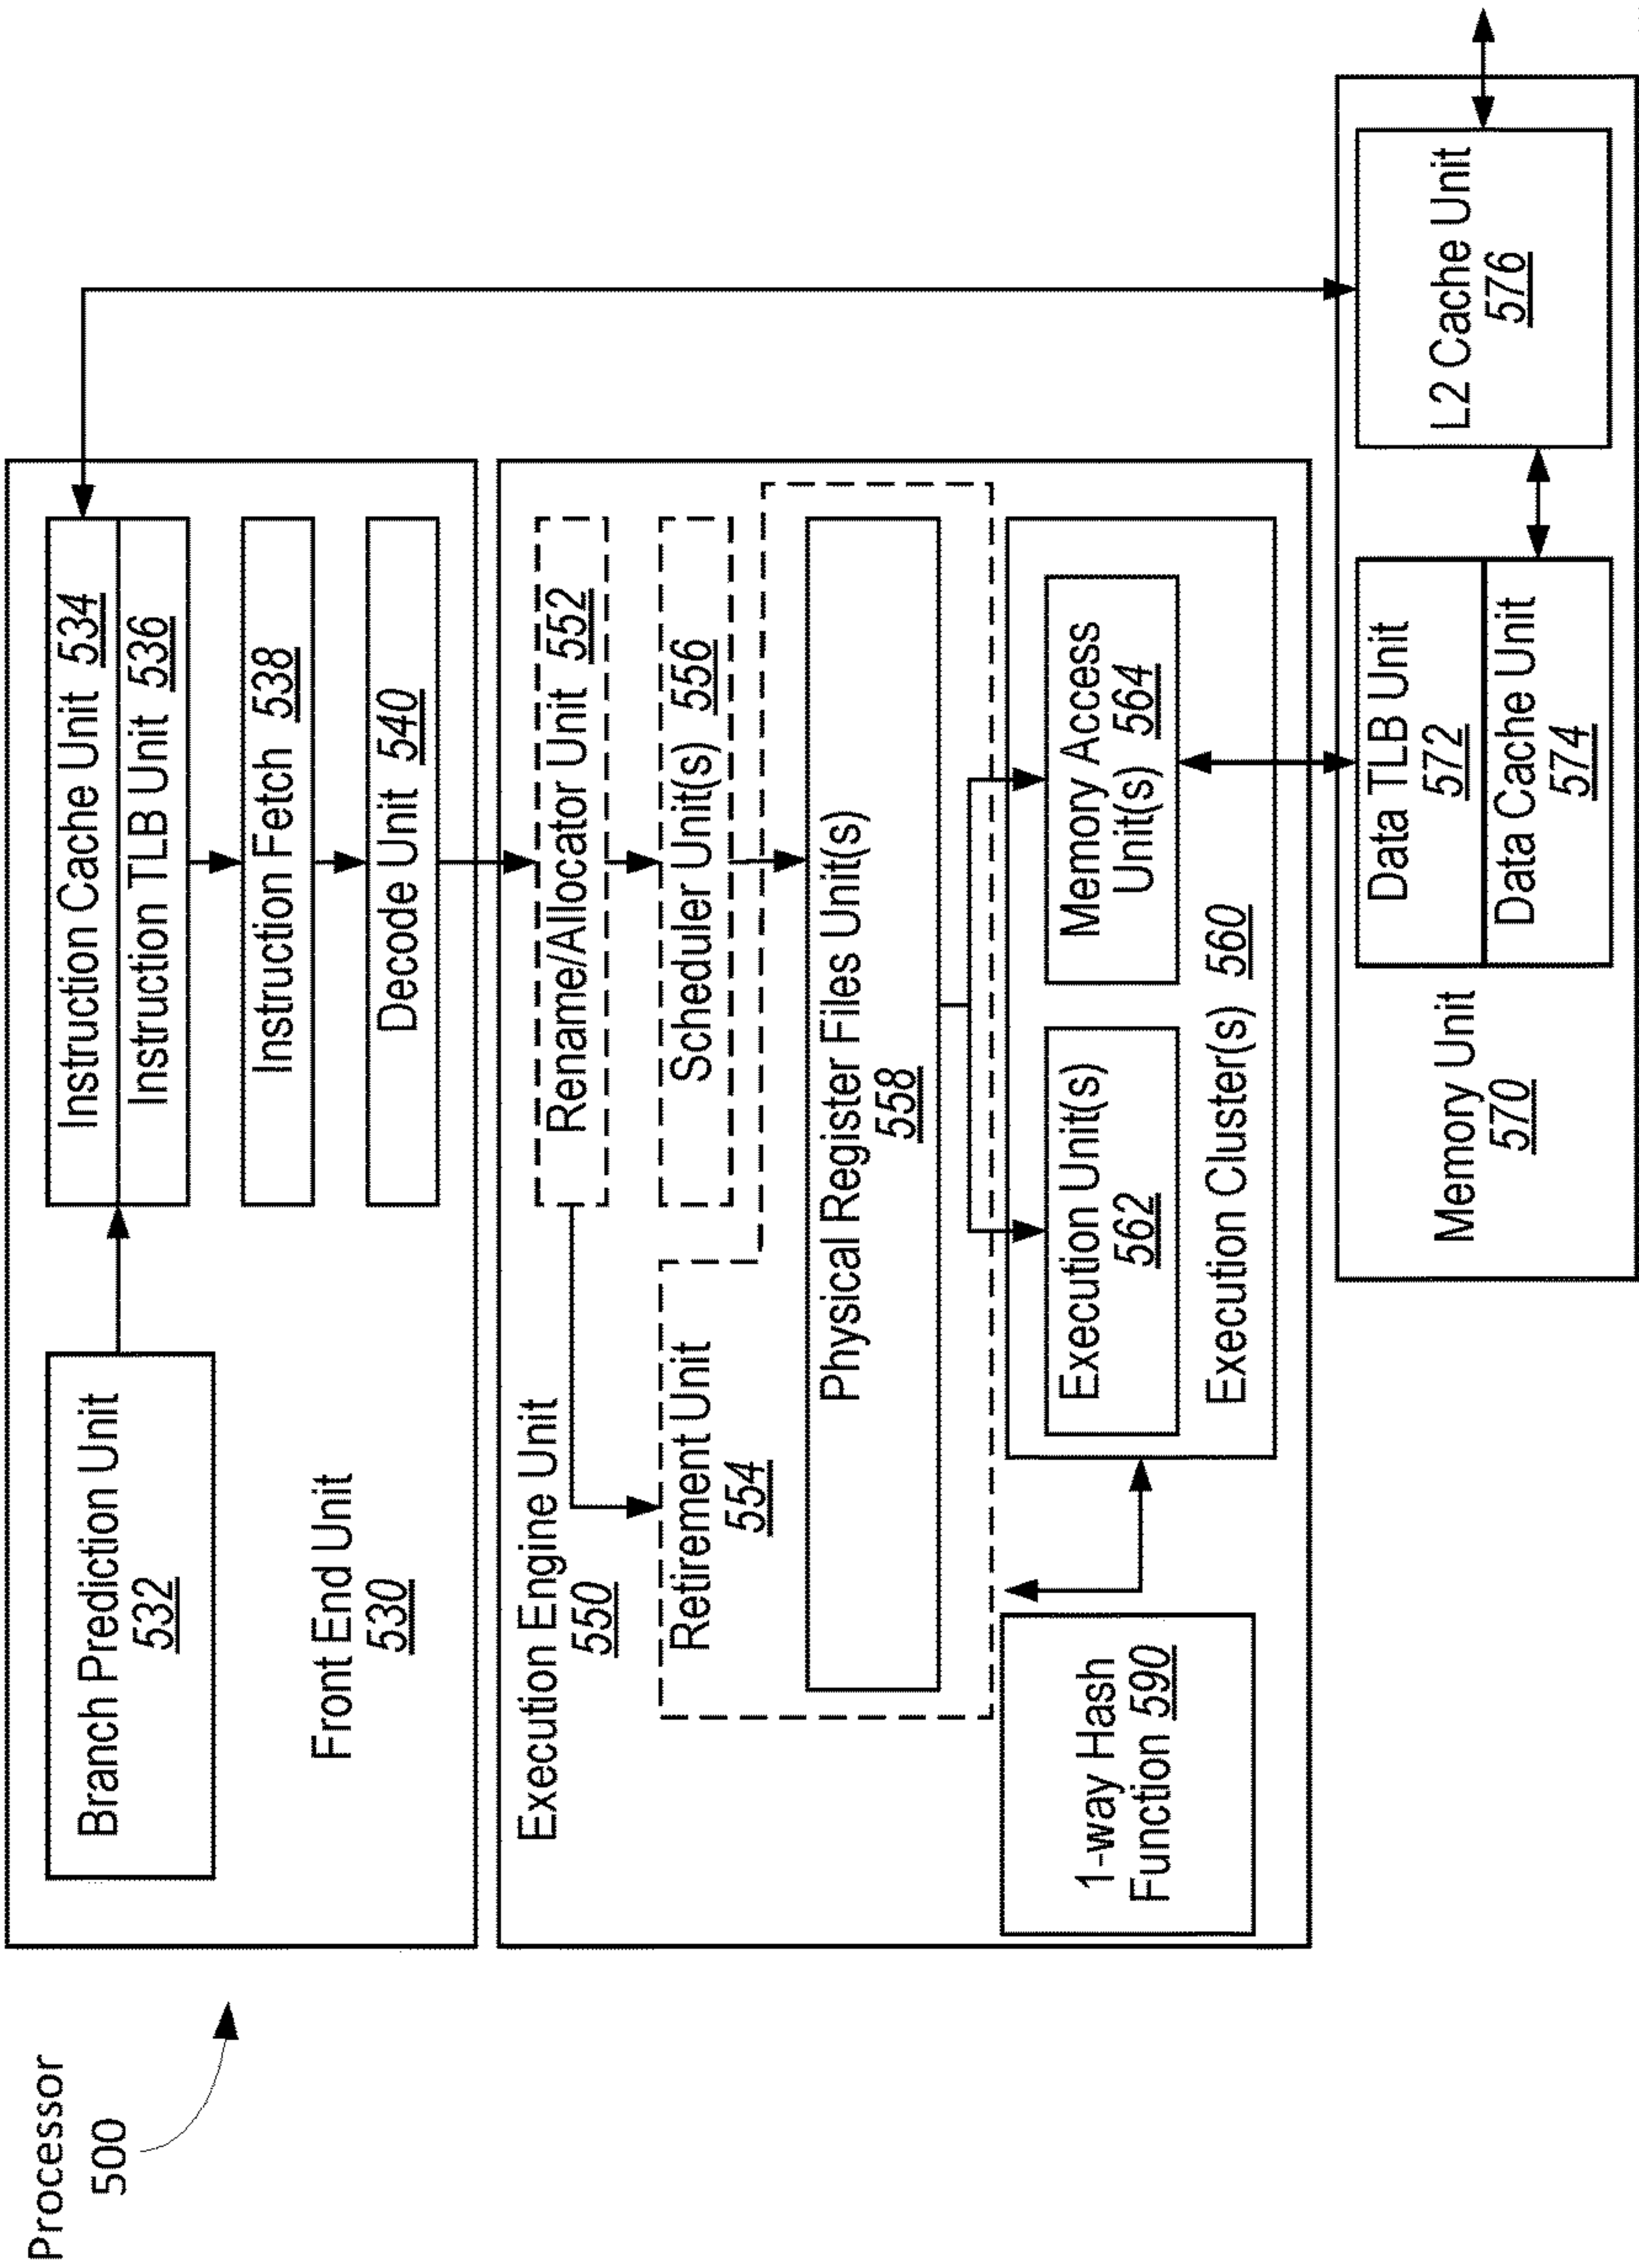 Processor
500
Branch Prediction Unit
532
Instruction Cache Unit 534
Instruction TLB Unit 536
Instruction Fetch 538
Front End Unit
530
Decode Unit 540
Execution Engine Unit
550
Rename/Allocator Unit 552
Retirement Unit
554
Scheduler Unit(s) 556
Physical Register Files Unit(s)
558
1-way Hash
Function 590
Execution Unit(s)
562
Memory Access
Unit(s) 564
Execution Cluster(s) 560
Memory Unit
570
Data TLB Unit
572
Data Cache Unit
574
L2 Cache Unit
576